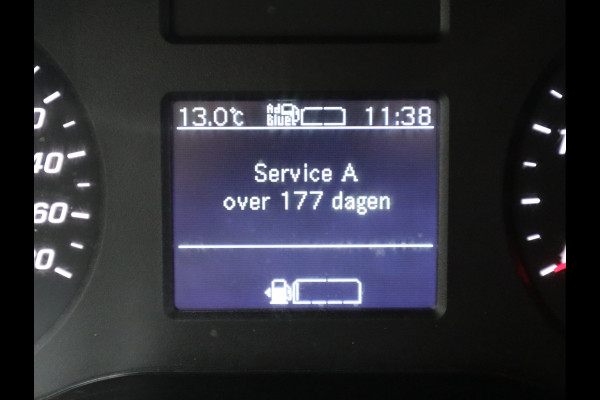 13.0°C Ad Blue 11:38
Service A
over 177 dagen